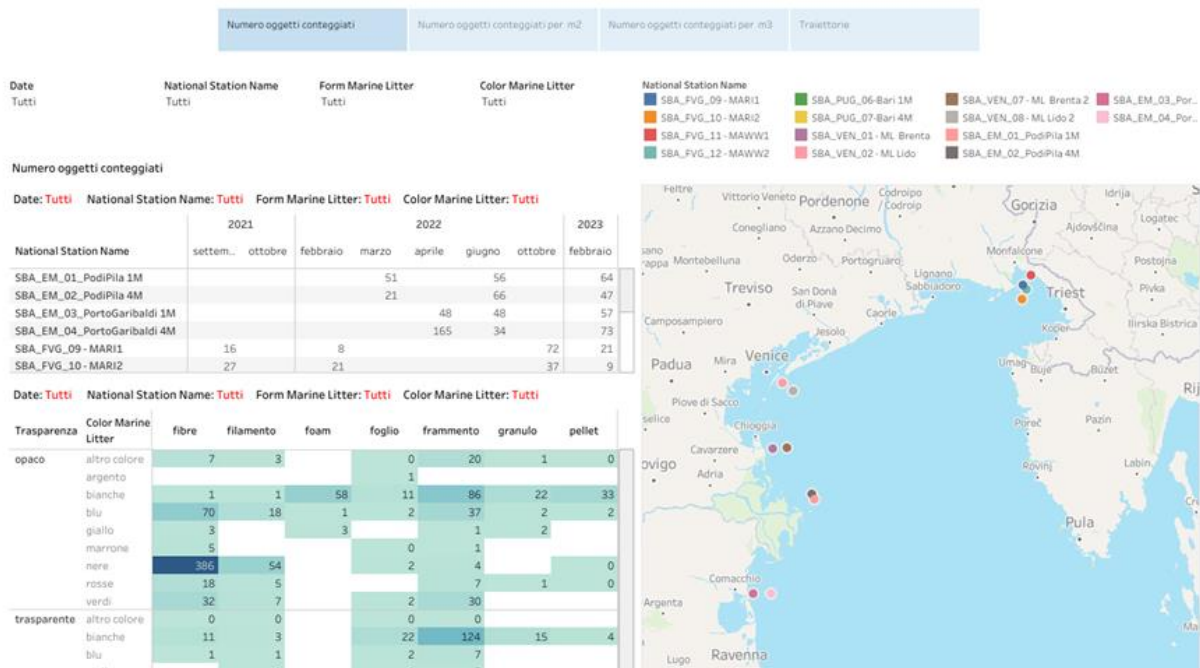 Numero oggetti conteggiati Numero oggetti conteggiati per m2 Numero oggetti conteggiati per m3 Traiettorie
Date National Station Name Form Marine Litter Color Marine Litter
Tutti Tutti Tutti Tutti
National Station Name
SBA_FVG_09 - MARI1 SBA_PUG_06-Bari 1M SBA_VEN_07 - ML Brenta 2 SBA_EM_03_Por..
SBA_FVG_10 - MARI2 SBA_PUG_07-Bari 4M SBA_VEN_08 - ML Lido 2 SBA_EM_04_Por..
SBA_FVG_11 - MAWW1 SBA_VEN_01 - ML Brenta SBA_EM_01_PodiPila 1M
SBA_FVG_12 - MAWW2 SBA_VEN_02 - ML Lido SBA_EM_02_PodiPila 4M
Numero oggetti conteggiati
Date: Tutti National Station Name: Tutti Form Marine Litter: Tutti Color Marine Litter: Tutti
2021 2022 2023
National Station Name settem.. ottobre febbraio marzo aprile giugno ottobre febbraio
SBA_EM_01_PodiPila 1M 51 56 64
SBA_EM_02_PodiPila 4M 21 66 47
SBA_EM_03_PortoGaribaldi 1M 48 48 57
SBA_EM_04_PortoGaribaldi 4M 165 34 73
SBA_FVG_09 - MARI1 16 8 72 21
SBA_FVG_10 - MARI2 27 21 37 9
Date: Tutti National Station Name: Tutti Form Marine Litter: Tutti Color Marine Litter: Tutti
Trasparenza Color Marine Litter fibre filamento foam foglio frammento granulo pellet
opaco altro colore 7 3 0 20 1 0
argento 1
bianche 1 1 58 11 86 22 33
blu 70 18 1 2 37 2 2
giallo 3 3 1 2
marrone 5 0 1
nere 386 54 2 4 0
rosse 18 5 7 1 0
verdi 32 7 2 30
trasparente altro colore 0 0 0 0
bianche 11 3 22 124 15 4
blu 1 1 2 7
Feltre
Vittorio Veneto
Pordenone
Codroipo
/ Codroip
Gorizia
Idrija
Logatec
Conegliano
Azzano Decimo
Ajdovščina
Montebelluna
Oderzo
Portogruaro
Monfalcone
Postojna
Treviso
San Donà
di Piave
Lignano
Sabbiadoro
Triest
Pivka
Caorle
Camposampiero
Jesolo
Koper
Ilirska Bistrica
Padua
Mira
Venice
Umag
Buje
Buzet
Rij
Piove di Sacco
selice
Chioggia
Poreč
Pazin
Cavarzere
ovigo
Adria
Rovinj
Labin
Pula
Comacchio
Argenta
Lugo
Ravenna